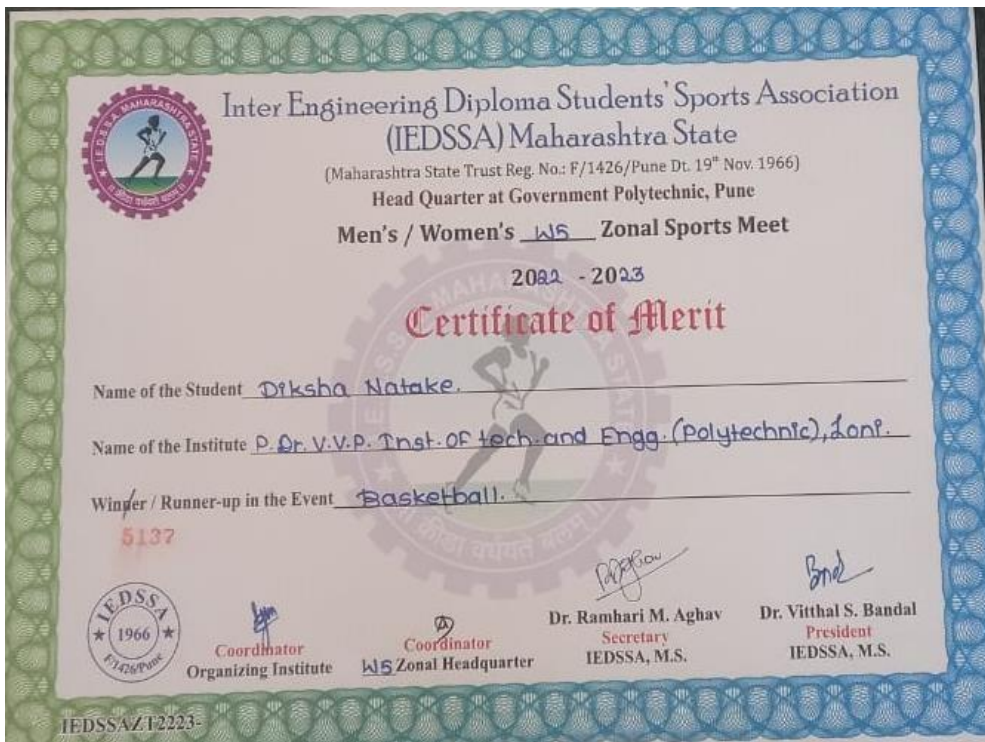 Inter Engineering Diploma Students' Sports Association
(IEDSSA) Maharashtra State
(Maharashtra State Trust Reg. No.: F/1426/Pune Dt. 19th Nov. 1966)
Head Quarter at Government Polytechnic, Pune
Men's / Women's W5 Zonal Sports Meet
2022 - 2023
Certificate of Merit
Name of the Student Diksha Natake.
Name of the Institute P. Dr. V.V.P. Inst. OF tech. and Engg. (Polytechnic), Loni.
Winner / Runner-up in the Event Basketball.
5137
IEDSSA
1966
F/1426/Pune
Coordinator
Organizing Institute
Coordinator
W5 Zonal Headquarter
Dr. Ramhari M. Aghav
Secretary
IEDSSA, M.S.
Dr. Vitthal S. Bandal
President
IEDSSA, M.S.
IEDSSAZ12223-
I.E.D.S.S.A. MAHARASHTRA STATE